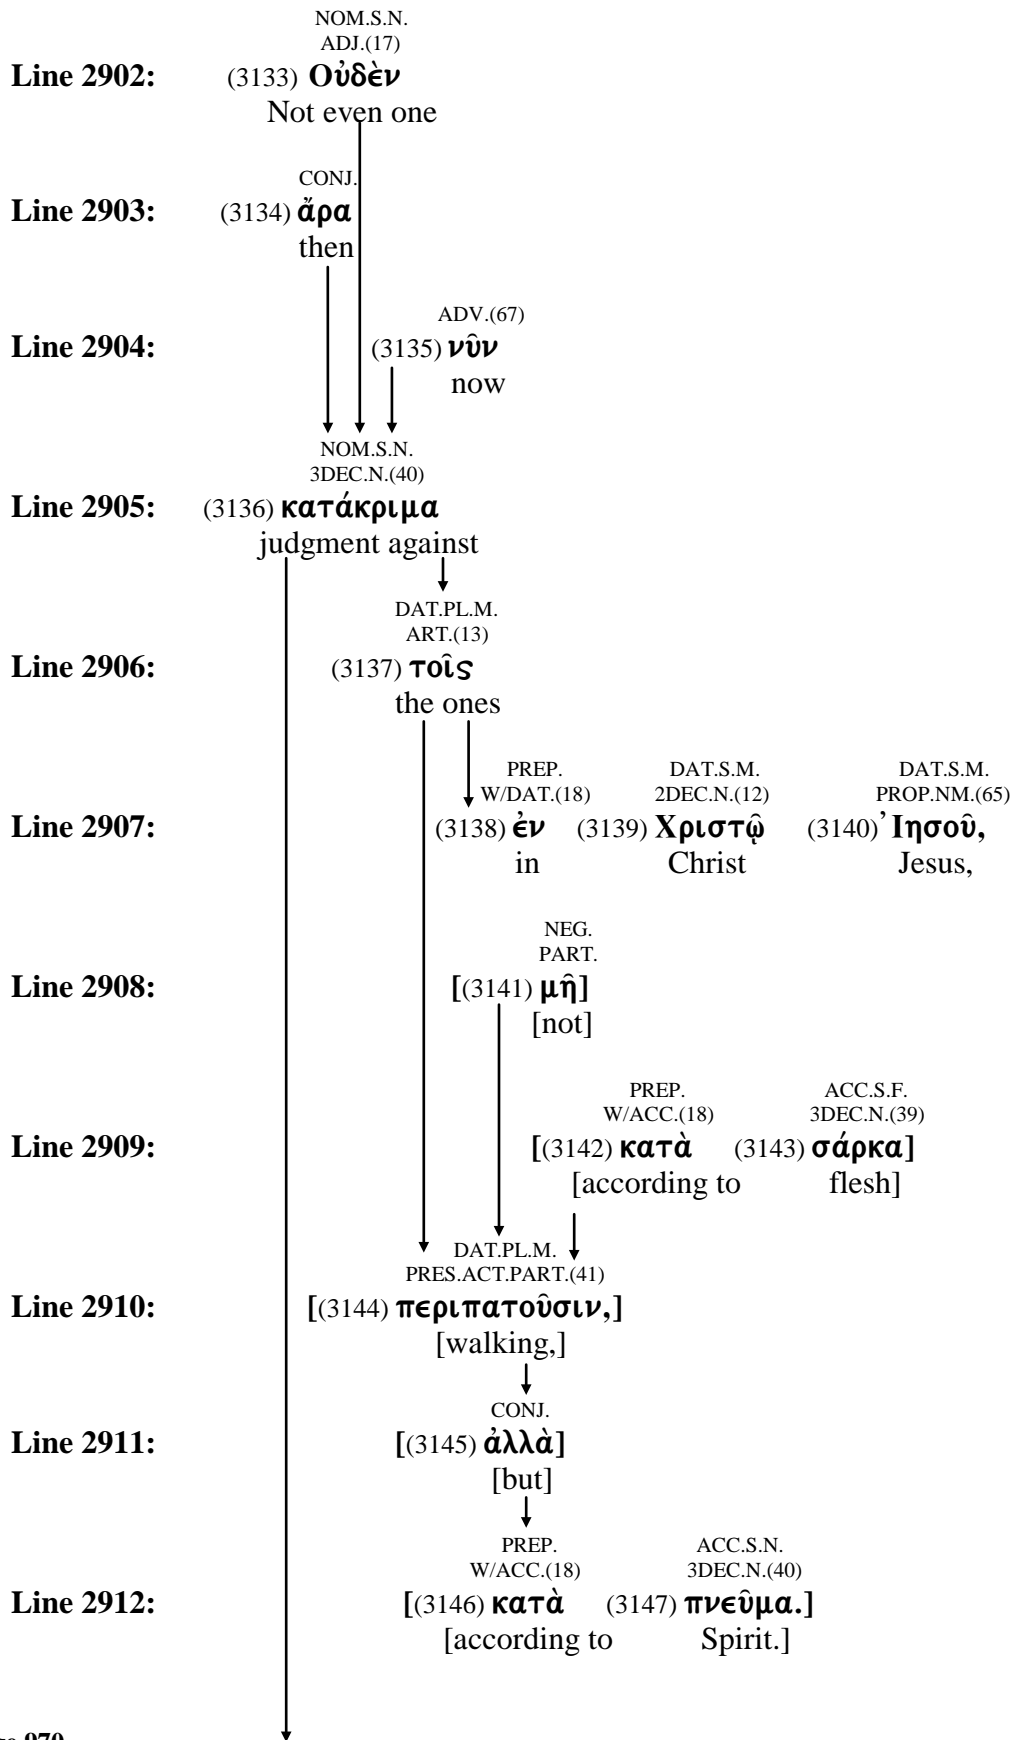 NOM.S.N.
ADJ.(17)
Line 2902: (3133) Οὐδὲν
Not even one
CONJ.
Line 2903: (3134) ἄρα
then
ADV.(67)
Line 2904: (3135) νῦν
now
NOM.S.N.
3DEC.N.(40)
Line 2905: (3136) κατάκριμα
judgment against
DAT.PL.M.
ART.(13)
Line 2906: (3137) τοῖς
the ones
PREP. DAT.S.M. DAT.S.M.
W/DAT.(18) 2DEC.N.(12) PROP.NM.(65)
Line 2907: (3138) ἐν (3139) Χριστῷ (3140) Ἰησοῦ,
in Christ Jesus,
NEG.
PART.
Line 2908: [(3141) μῆ]
[not]
PREP. ACC.S.F.
W/ACC.(18) 3DEC.N.(39)
Line 2909: [(3142) κατὰ (3143) σάρκα]
[according to flesh]
DAT.PL.M.
PRES.ACT.PART.(41)
Line 2910: [(3144) περιπατοῦσιν,]
[walking,]
CONJ.
Line 2911: [(3145) ἀλλὰ]
[but]
PREP. ACC.S.N.
W/ACC.(18) 3DEC.N.(40)
Line 2912: [(3146) κατὰ (3147) πνεῦμα.]
[according to Spirit.]
970